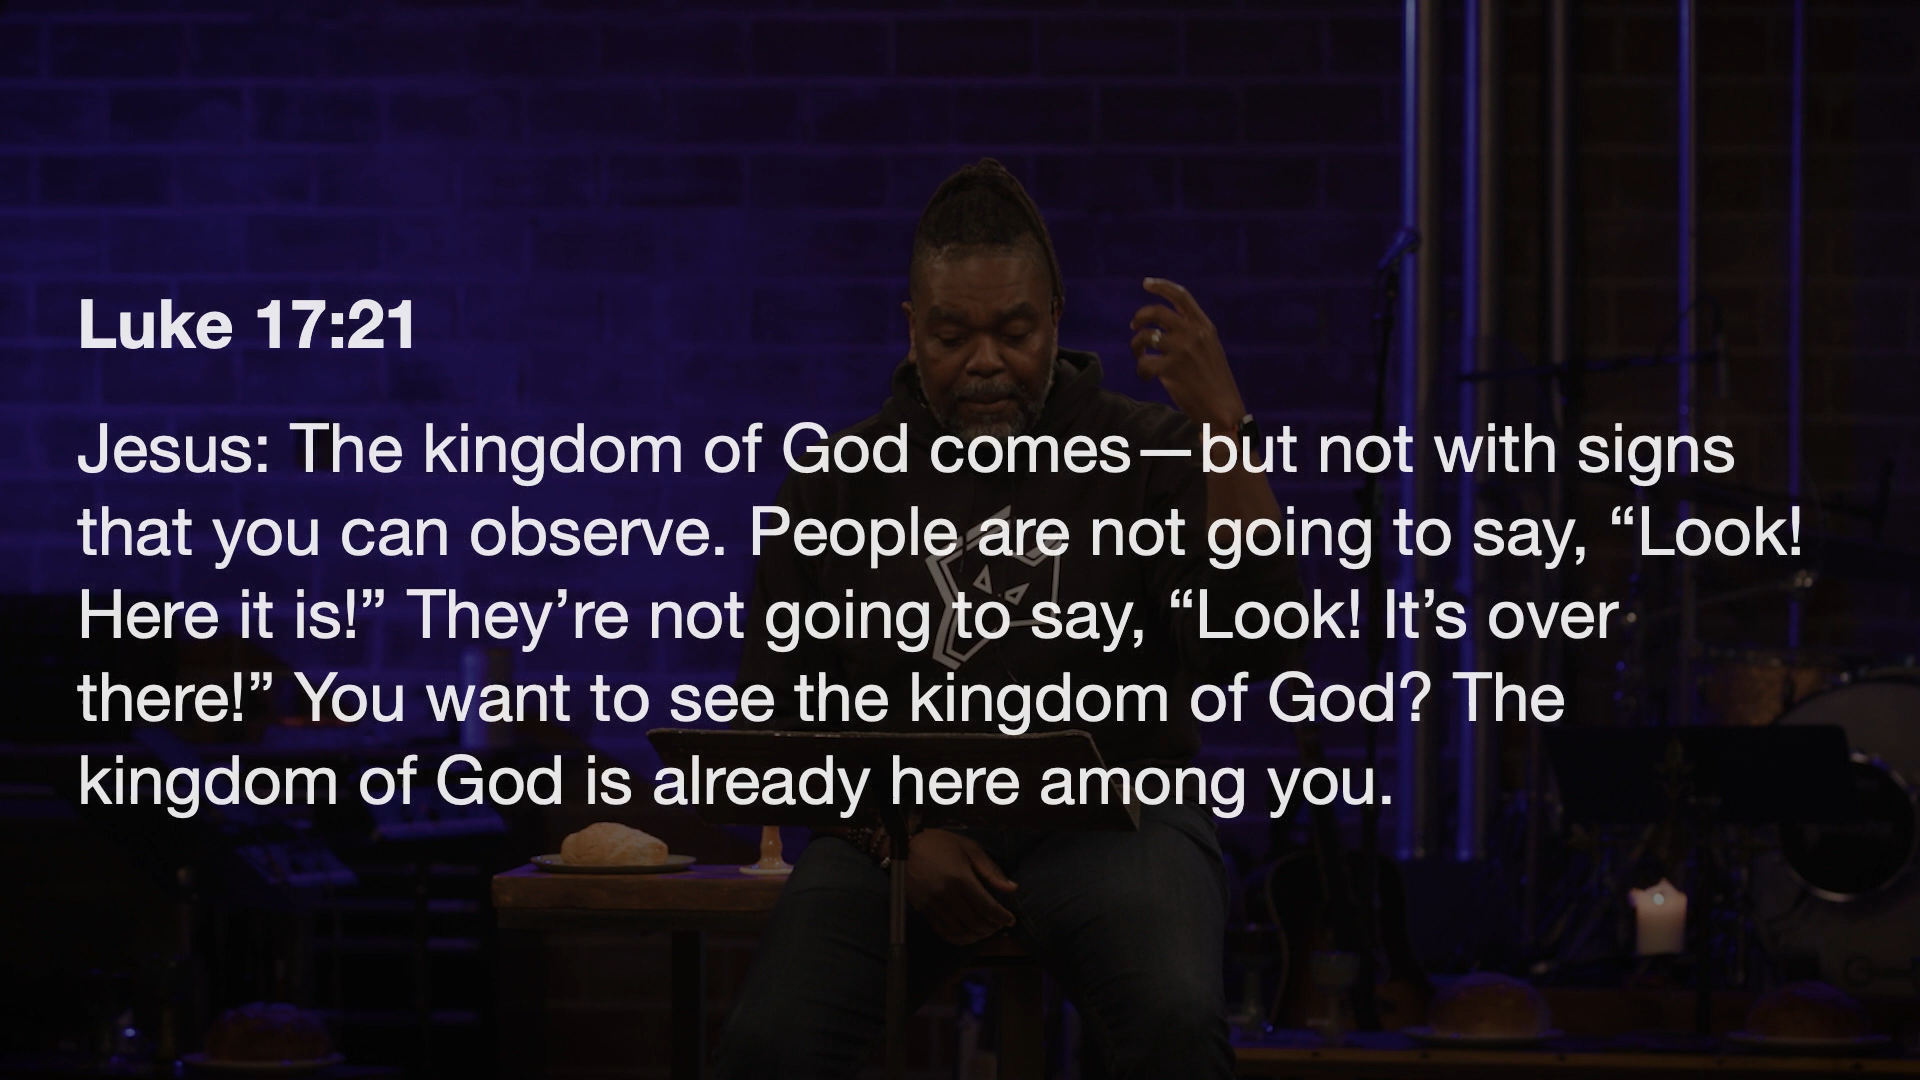 Luke 17:21
Jesus: The kingdom of God comes—but not with signs
that you can observe. People are not going to say, “Look!
Here it is!” They’re not going to say, “Look! It’s over
there!” You want to see the kingdom of God? The
kingdom of God is already here among you.